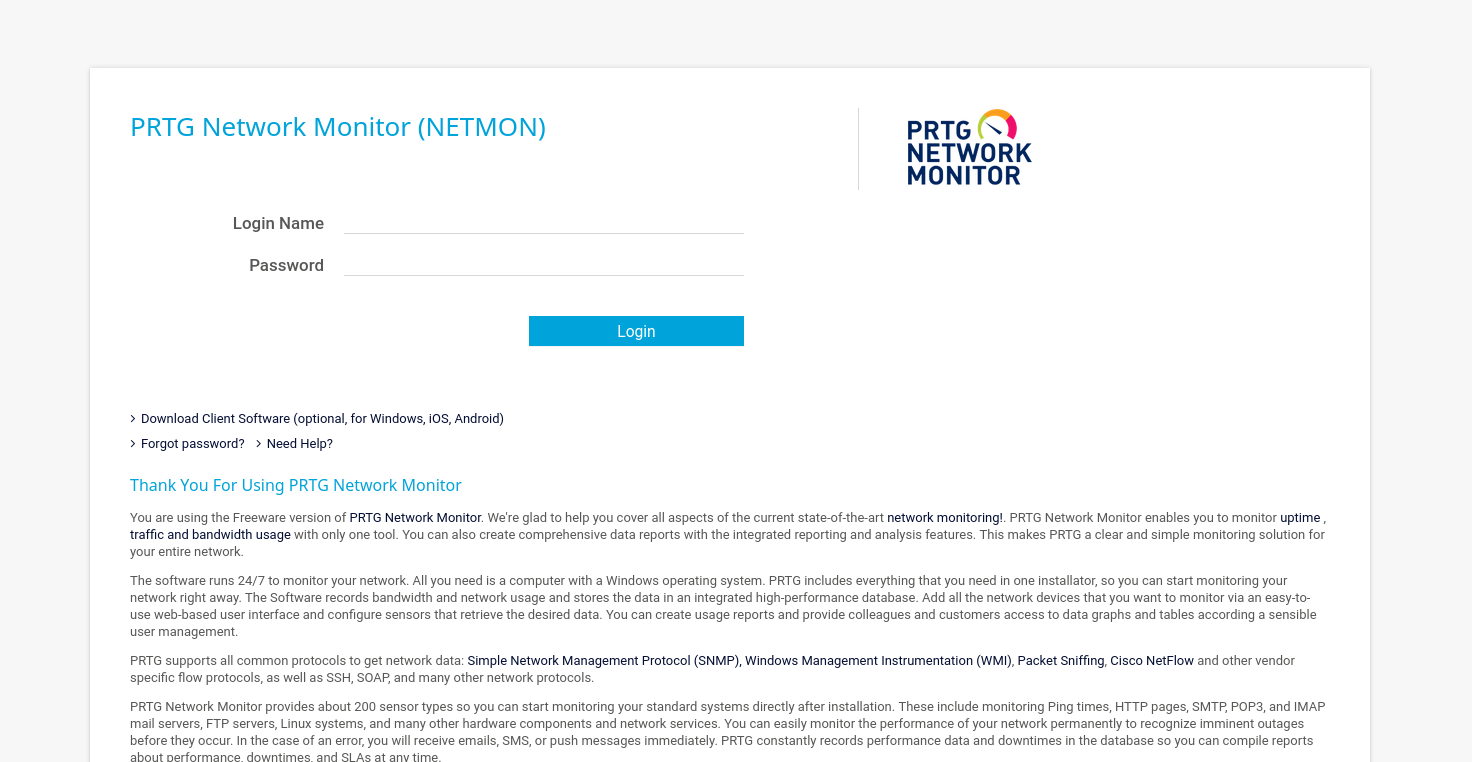 PRTG Network Monitor (NETMON)
PRTG
NETWORK
MONITOR
Login Name
Password
Login
Download Client Software (optional, for Windows, iOS, Android)
Forgot password? Need Help?
Thank You For Using PRTG Network Monitor
You are using the Freeware version of PRTG Network Monitor. We're glad to help you cover all aspects of the current state-of-the-art network monitoring!. PRTG Network Monitor enables you to monitor uptime ,
traffic and bandwidth usage with only one tool. You can also create comprehensive data reports with the integrated reporting and analysis features. This makes PRTG a clear and simple monitoring solution for
your entire network.
The software runs 24/7 to monitor your network. All you need is a computer with a Windows operating system. PRTG includes everything that you need in one installator, so you can start monitoring your
network right away. The Software records bandwidth and network usage and stores the data in an integrated high-performance database. Add all the network devices that you want to monitor via an easy-to-
use web-based user interface and configure sensors that retrieve the desired data. You can create usage reports and provide colleagues and customers access to data graphs and tables according a sensible
user management.
PRTG supports all common protocols to get network data: Simple Network Management Protocol (SNMP), Windows Management Instrumentation (WMI), Packet Sniffing, Cisco NetFlow and other vendor
specific flow protocols, as well as SSH, SOAP, and many other network protocols.
PRTG Network Monitor provides about 200 sensor types so you can start monitoring your standard systems directly after installation. These include monitoring Ping times, HTTP pages, SMTP, POP3, and IMAP
mail servers, FTP servers, Linux systems, and many other hardware components and network services. You can easily monitor the performance of your network permanently to recognize imminent outages
before they occur. In the case of an error, you will receive emails, SMS, or push messages immediately. PRTG constantly records performance data and downtimes in the database so you can compile reports
about performance, downtimes, and SLAs at any time.